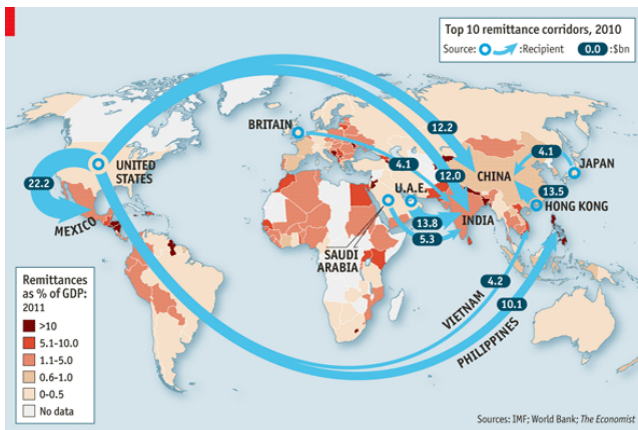 Top 10 remittance corridors, 2010
Source: :Recipient 0.0 :$bn
BRITAIN
12.2
4.1
4.1
JAPAN
UNITED
STATES
12.0
CHINA
22.2
U.A.E.
13.5
HONG KONG
INDIA
MEXICO
13.8
SAUDI
ARABIA
5.3
Remittances
as % of GDP:
2011
>10
5.1-10.0
1.1-5.0
0.6-1.0
0-0.5
No data
4.2
VIETNAM
10.1
PHILIPPINES
Sources: IMF; World Bank; The Economist